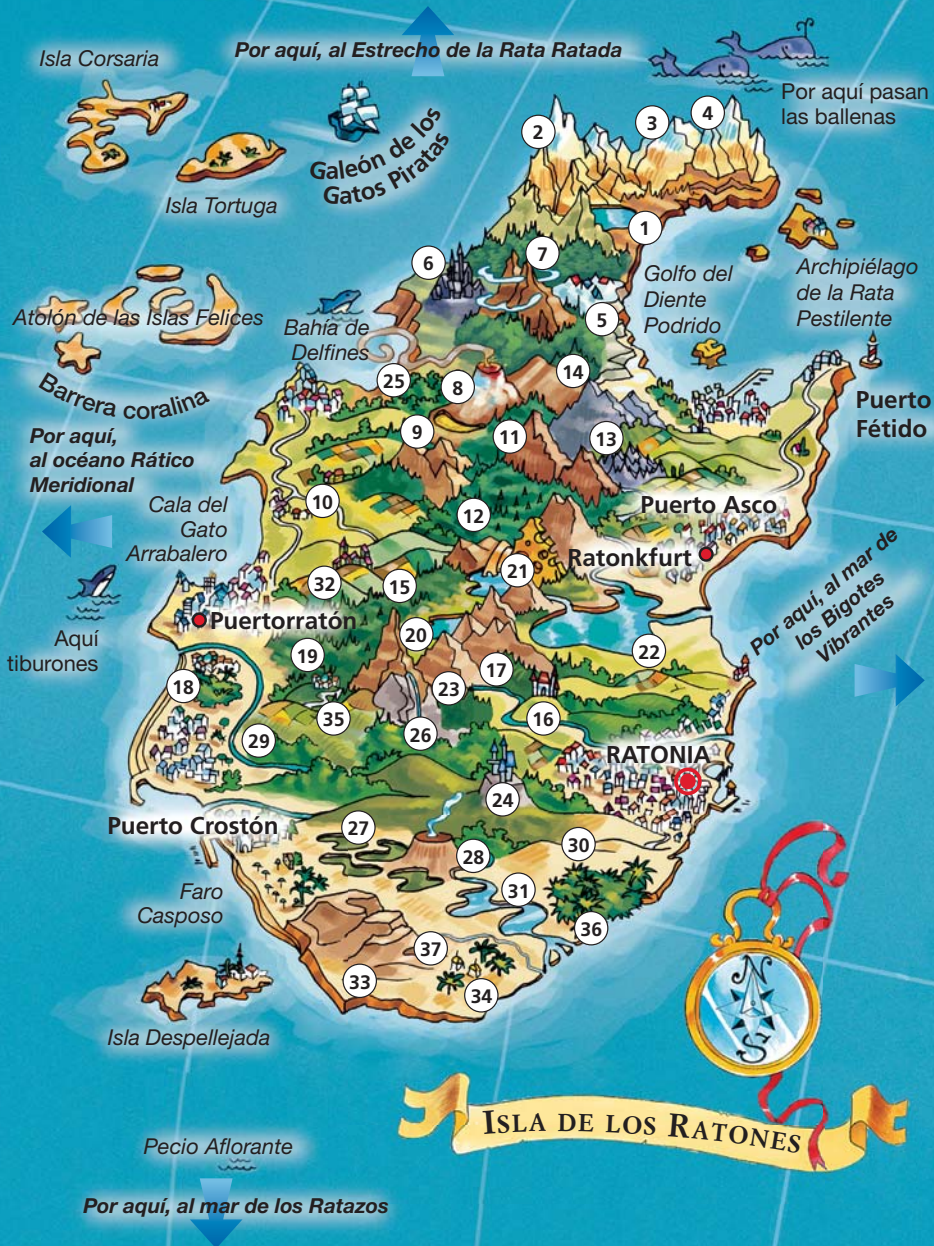 Por aquí, al Estrecho de la Rata Ratada
Isla Corsaria
Por aquí pasan
las ballenas
Galeón de los
Gatos Piratas
Isla Tortuga
2
3
4
1
7
6
5
Golfo del
Diente
Podrido
Archipiélago
de la Rata
Pestilente
Atolón de las Islas Felices
Bahía de
Delfines
Barrera coralina
25
8
14
Puerto
Fétido
Por aquí,
al océano Rático
Meridional
9
11
13
Cala del
Gato
Arrabalero
10
12
Puerto Asco
Ratonkfurt
21
32
15
Por aquí, al mar de
los Bigotes
Vibrantes
Aquí
tiburones
Puertorratón
20
22
19
17
18
23
35
16
26
29
RATONIA
24
Puerto Crostón
27
30
28
31
Faro
Casposo
36
37
33
34
N
S
Isla Despellejada
ISLA DE LOS RATONES
Pecio Aflorante
Por aquí, al mar de los Ratazos